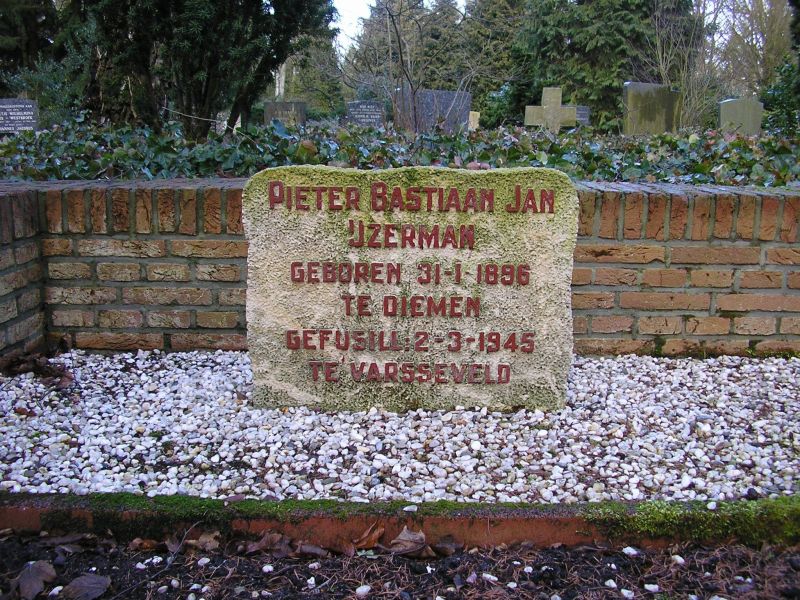 PIETER BASTIAAN JAN
IJZERMAN
GEBOREN 31-1-1896
TE DIEMEN
GEFUSILL: 2-3-1945
TE VARSSEVELD